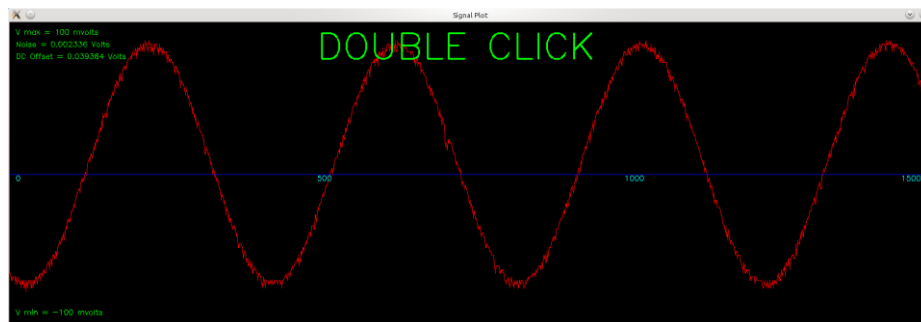 Signal Plot
V max = 100 mvolts
Noise = 0.002336 Volts
DC Offset = 0.039364 Volts
DOUBLE CLICK
0 500 1000 1500
V min = -100 mvolts